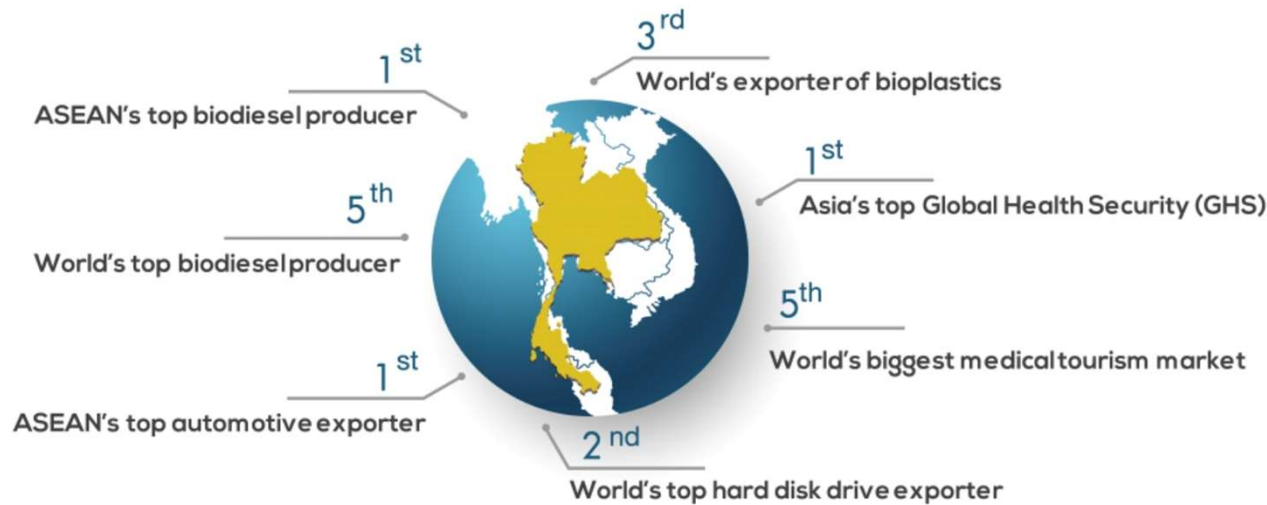 3rd
World's exporter of bioplastics
1st
ASEAN's top biodiesel producer
1st
Asia's top Global Health Security (GHS)
5th
World's top biodiesel producer
5th
World's biggest medical tourism market
1st
ASEAN's top automotive exporter
2nd
World's top hard disk drive exporter